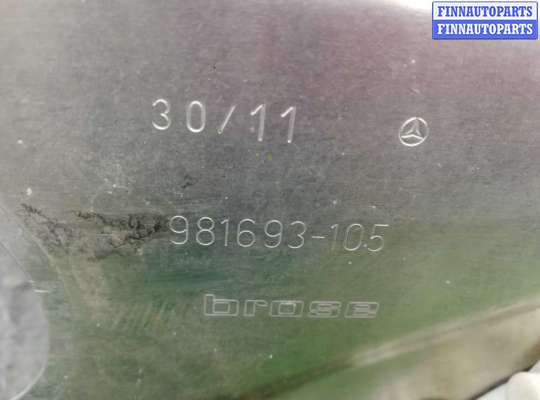 FINNAUTOPARTS
FINNAUTOPARTS
30/11
981693-105
brose